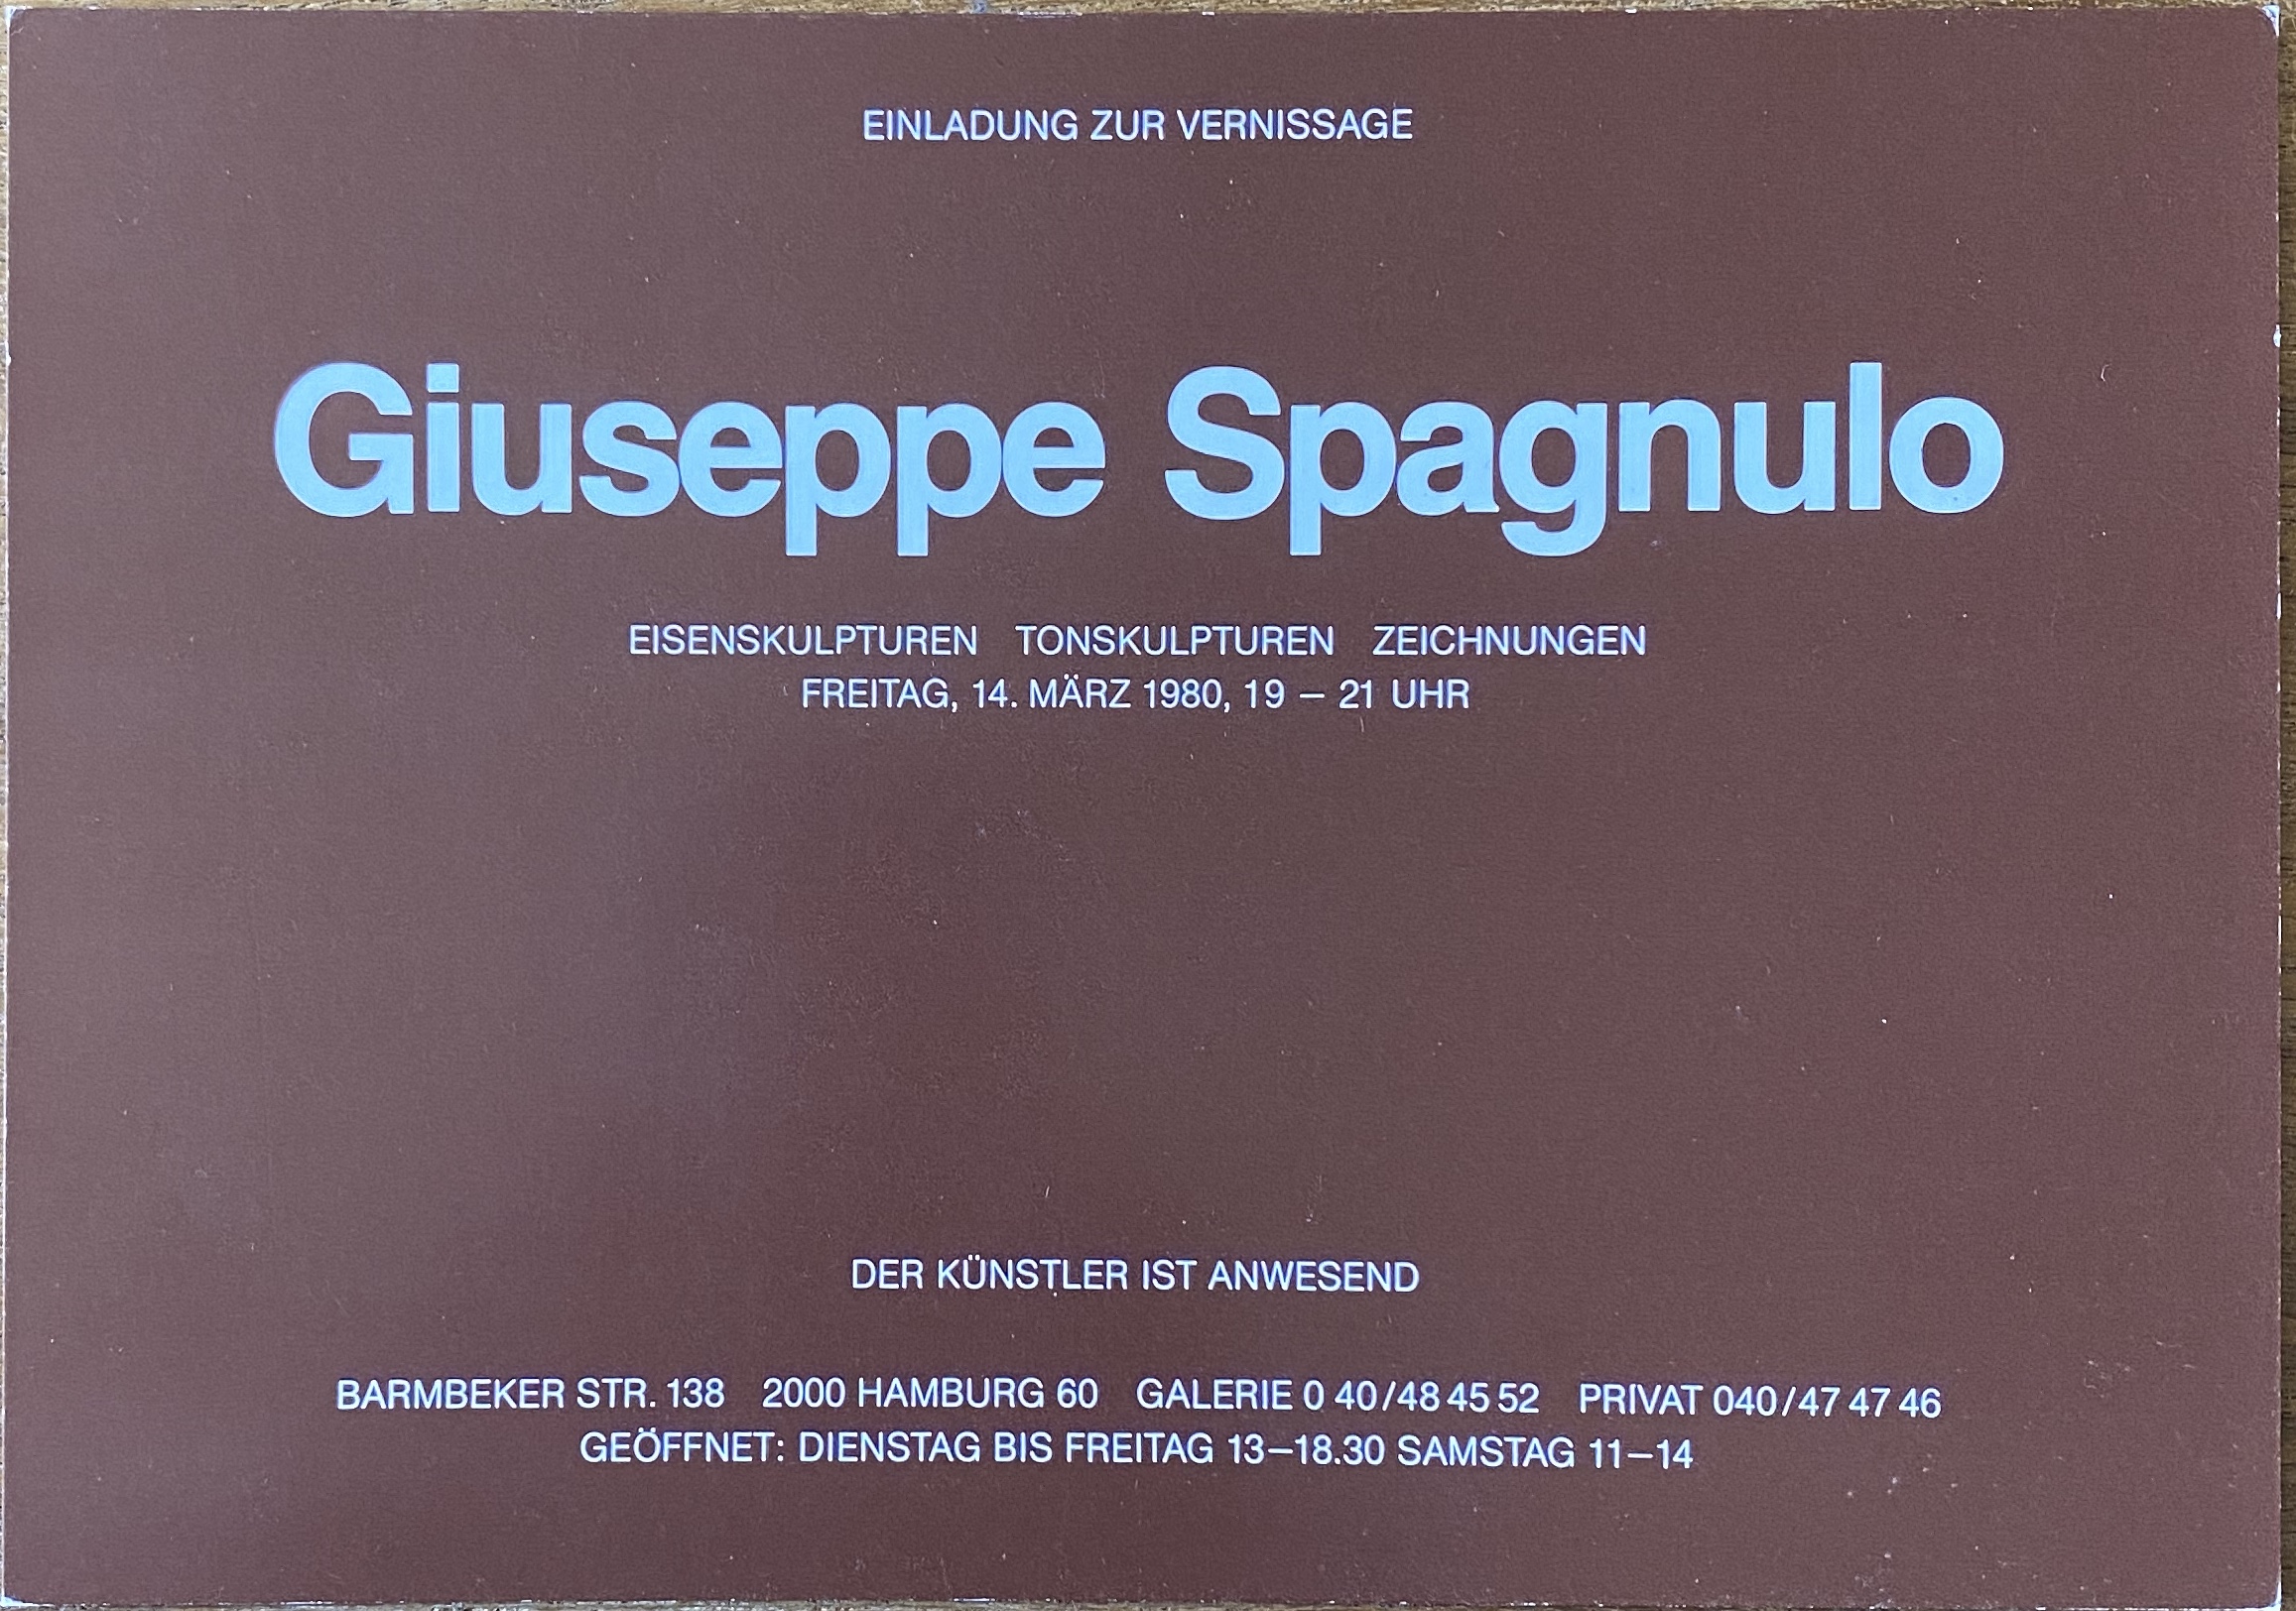 EINLADUNG ZUR VERNISSAGE
Giuseppe Spagnulo
EISENSKULPTUREN TONSKULPTUREN ZEICHNUNGEN
FREITAG, 14. MÄRZ 1980, 19 – 21 UHR
DER KÜNSTLER IST ANWESEND
BARMBEKER STR. 138 2000 HAMBURG 60 GALERIE 0 40/48 45 52 PRIVAT 040/47 47 46
GEÖFFNET: DIENSTAG BIS FREITAG 13–18.30 SAMSTAG 11–14